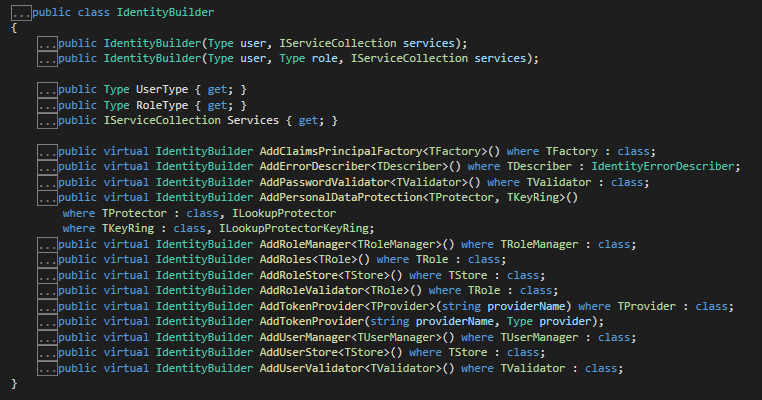 ...public class IdentityBuilder
{
...public IdentityBuilder(Type user, IServiceCollection services);
...public IdentityBuilder(Type user, Type role, IServiceCollection services);
...public Type UserType { get; }
...public Type RoleType { get; }
...public IServiceCollection Services { get; }
...public virtual IdentityBuilder AddClaimsPrincipalFactory<TFactory>() where TFactory : class;
...public virtual IdentityBuilder AddErrorDescriber<TDescriber>() where TDescriber : IdentityErrorDescriber;
...public virtual IdentityBuilder AddPasswordValidator<TValidator>() where TValidator : class;
...public virtual IdentityBuilder AddPersonalDataProtection<TProtector, TKeyRing>()
where TProtector : class, ILookupProtector
where TKeyRing : class, ILookupProtectorKeyRing;
...public virtual IdentityBuilder AddRoleManager<TRoleManager>() where TRoleManager : class;
...public virtual IdentityBuilder AddRoles<TRole>() where TRole : class;
...public virtual IdentityBuilder AddRoleStore<TStore>() where TStore : class;
...public virtual IdentityBuilder AddRoleValidator<TRole>() where TRole : class;
...public virtual IdentityBuilder AddTokenProvider<TProvider>(string providerName) where TProvider : class;
...public virtual IdentityBuilder AddTokenProvider(string providerName, Type provider);
...public virtual IdentityBuilder AddUserManager<TUserManager>() where TUserManager : class;
...public virtual IdentityBuilder AddUserStore<TStore>() where TStore : class;
...public virtual IdentityBuilder AddUserValidator<TValidator>() where TValidator : class;
}